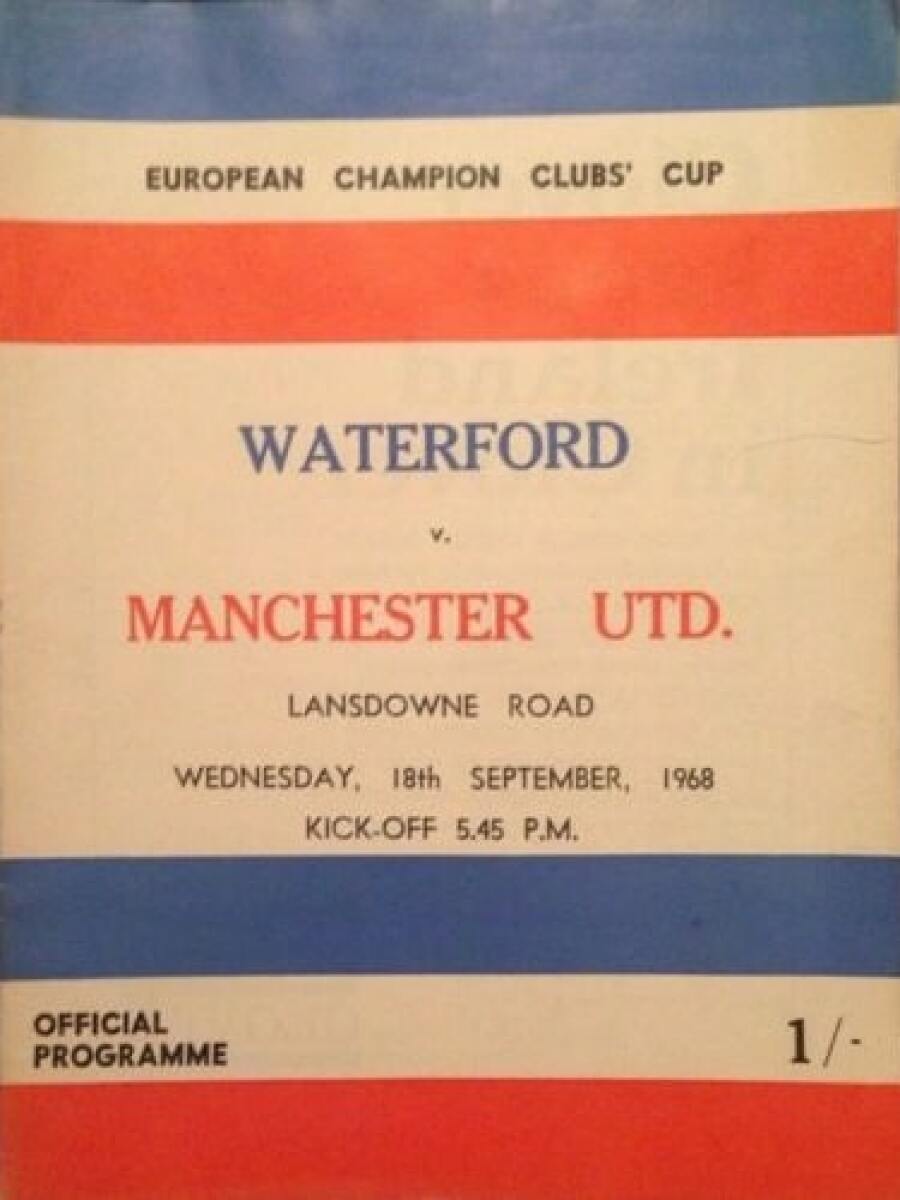 EUROPEAN CHAMPION CLUBS' CUP
WATERFORD
v.
MANCHESTER UTD.
LANSDOWNE ROAD
WEDNESDAY, 18th SEPTEMBER, 1968
KICK-OFF 5.45 P.M.
OFFICIAL
PROGRAMME
1/-